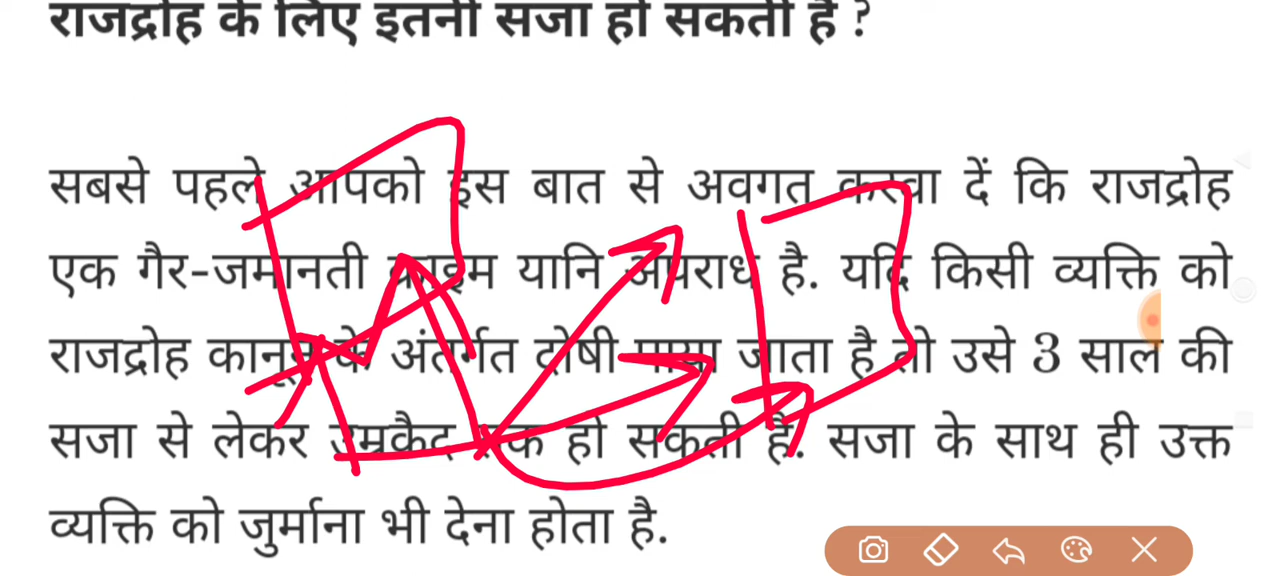 राजद्रोह के लिए इतनी सजा हो सकती है ?
सबसे पहले आपको इस बात से अवगत करवा दें कि राजद्रोह
एक गैर-जमानती क्राइम यानि अपराध है. यदि किसी व्यक्ति को
राजद्रोह कानून के अंतर्गत दोषी पाया जाता है तो उसे 3 साल की
सजा से लेकर उम्रकैद तक हो सकती है. सजा के साथ ही उक्त
व्यक्ति को जुर्माना भी देना होता है.